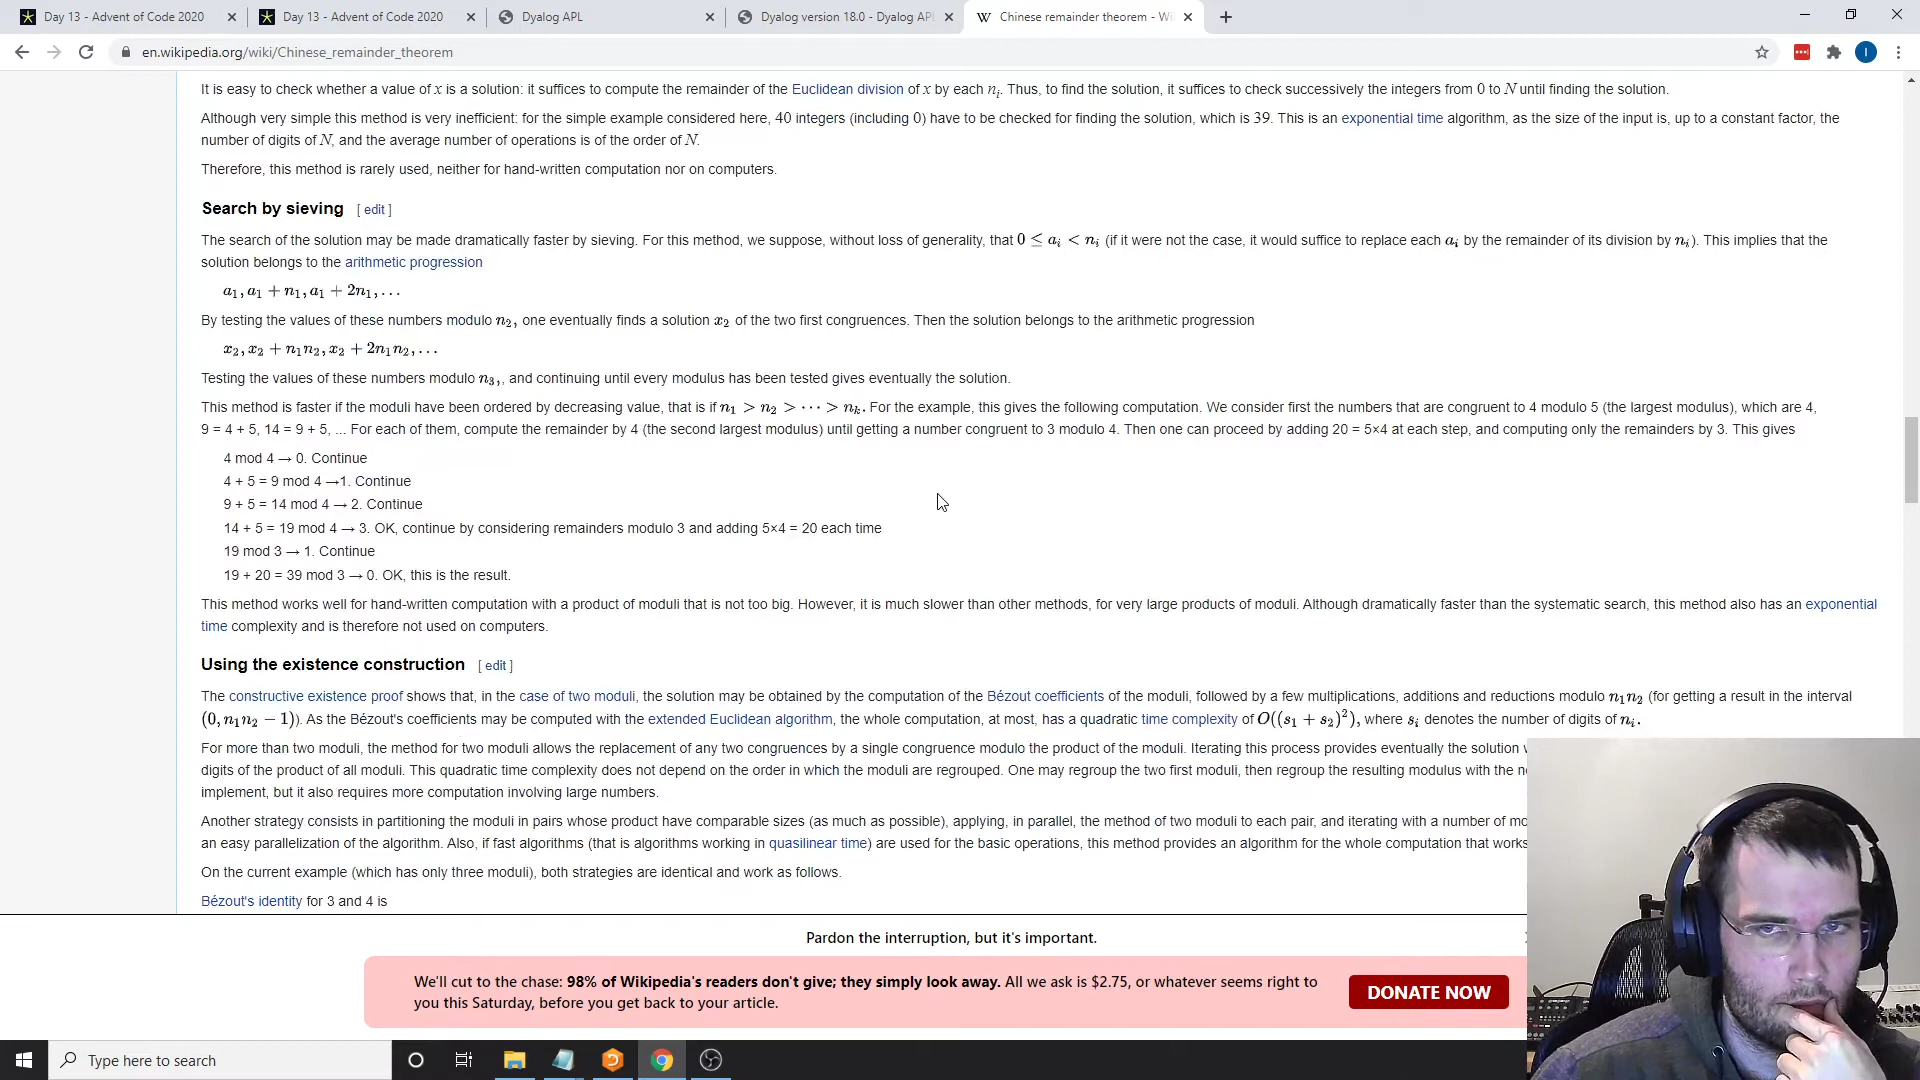 Day 13 - Advent of Code 2020
Day 13 - Advent of Code 2020
Dyalog APL
Dyalog version 18.0 - Dyalog APL
Chinese remainder theorem - Wi
en.wikipedia.org/wiki/Chinese_remainder_theorem
It is easy to check whether a value of x is a solution: it suffices to compute the remainder of the Euclidean division of x by each nᵢ. Thus, to find the solution, it suffices to check successively the integers from 0 to N until finding the solution.
Although very simple this method is very inefficient: for the simple example considered here, 40 integers (including 0) have to be checked for finding the solution, which is 39. This is an exponential time algorithm, as the size of the input is, up to a constant factor, the
number of digits of N, and the average number of operations is of the order of N.
Therefore, this method is rarely used, neither for hand-written computation nor on computers.
Search by sieving [ edit ]
The search of the solution may be made dramatically faster by sieving. For this method, we suppose, without loss of generality, that 0 ≤ aᵢ < nᵢ (if it were not the case, it would suffice to replace each aᵢ by the remainder of its division by nᵢ). This implies that the
solution belongs to the arithmetic progression
a₁, a₁ + n₁, a₁ + 2n₁, …
By testing the values of these numbers modulo n₂, one eventually finds a solution x₂ of the two first congruences. Then the solution belongs to the arithmetic progression
x₂, x₂ + n₁n₂, x₂ + 2n₁n₂, …
Testing the values of these numbers modulo n₃,, and continuing until every modulus has been tested gives eventually the solution.
This method is faster if the moduli have been ordered by decreasing value, that is if n₁ > n₂ > ⋯ > nₖ. For the example, this gives the following computation. We consider first the numbers that are congruent to 4 modulo 5 (the largest modulus), which are 4,
9 = 4 + 5, 14 = 9 + 5, ... For each of them, compute the remainder by 4 (the second largest modulus) until getting a number congruent to 3 modulo 4. Then one can proceed by adding 20 = 5×4 at each step, and computing only the remainders by 3. This gives
4 mod 4 → 0. Continue
4 + 5 = 9 mod 4 →1. Continue
9 + 5 = 14 mod 4 → 2. Continue
14 + 5 = 19 mod 4 → 3. OK, continue by considering remainders modulo 3 and adding 5×4 = 20 each time
19 mod 3 → 1. Continue
19 + 20 = 39 mod 3 → 0. OK, this is the result.
This method works well for hand-written computation with a product of moduli that is not too big. However, it is much slower than other methods, for very large products of moduli. Although dramatically faster than the systematic search, this method also has an exponential
time complexity and is therefore not used on computers.
Using the existence construction [ edit ]
The constructive existence proof shows that, in the case of two moduli, the solution may be obtained by the computation of the Bézout coefficients of the moduli, followed by a few multiplications, additions and reductions modulo n₁n₂ (for getting a result in the interval
(0, n₁n₂ − 1)). As the Bézout's coefficients may be computed with the extended Euclidean algorithm, the whole computation, at most, has a quadratic time complexity of O((s₁ + s₂)²), where sᵢ denotes the number of digits of nᵢ.
For more than two moduli, the method for two moduli allows the replacement of any two congruences by a single congruence modulo the product of the moduli. Iterating this process provides eventually the solution
digits of the product of all moduli. This quadratic time complexity does not depend on the order in which the moduli are regrouped. One may regroup the two first moduli, then regroup the resulting modulus with the
implement, but it also requires more computation involving large numbers.
Another strategy consists in partitioning the moduli in pairs whose product have comparable sizes (as much as possible), applying, in parallel, the method of two moduli to each pair, and iterating with a number of
an easy parallelization of the algorithm. Also, if fast algorithms (that is algorithms working in quasilinear time) are used for the basic operations, this method provides an algorithm for the whole computation that works
On the current example (which has only three moduli), both strategies are identical and work as follows.
Bézout's identity for 3 and 4 is
Pardon the interruption, but it's important.
We'll cut to the chase: 98% of Wikipedia's readers don't give; they simply look away. All we ask is $2.75, or whatever seems right to
you this Saturday, before you get back to your article.
DONATE NOW
Type here to search